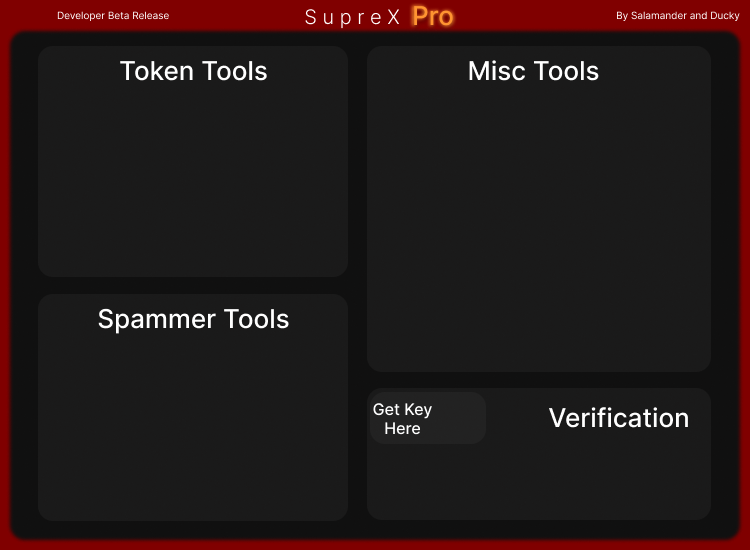 Developer Beta Release
SupreX Pro
By Salamander and Ducky
Token Tools
Misc Tools
Spammer Tools
Get Key
Here
Verification